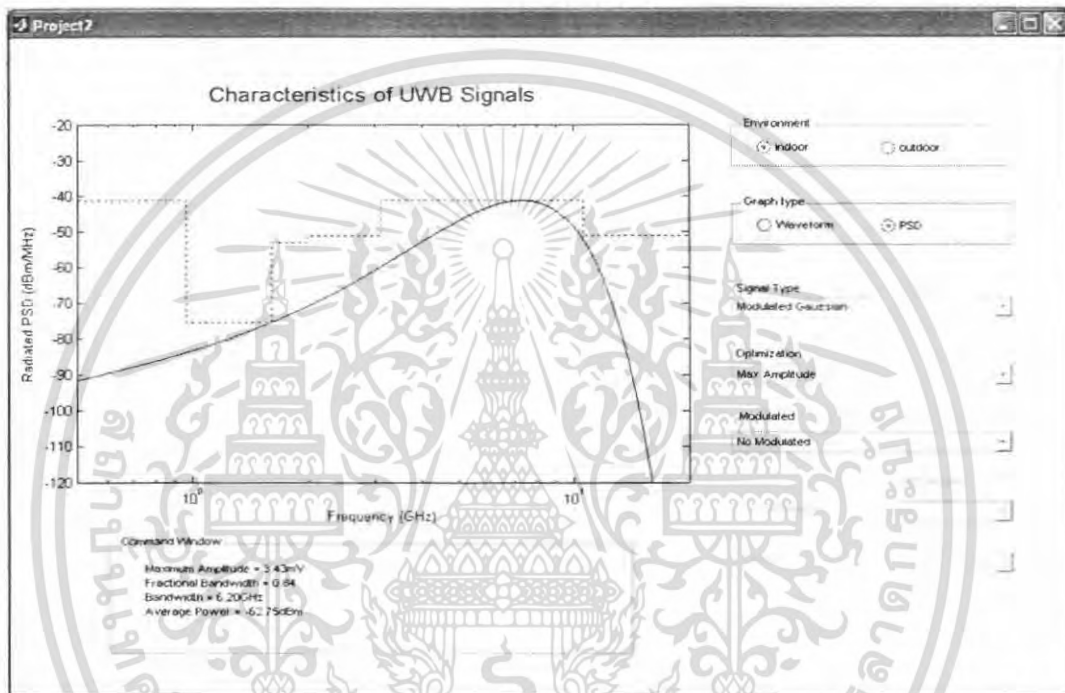 Project2
Characteristics of UWB Signals
Radiated PSD (dBm/MHz)
-20
-30
-40
-50
-60
-70
-80
-90
-100
-110
-120
10⁰
10¹
Frequency (GHz)
Environment
indoor
outdoor
Graph type
Waveform
PSD
Signal Type
Modulated Gaussian
Optimization
Max Amplitude
Modulated
No Modulated
Command Window
Maximum Amplitude = 3.43mV
Fractional Bandwidth = 0.84
Bandwidth = 6.20GHz
Average Power = -62.75dBm